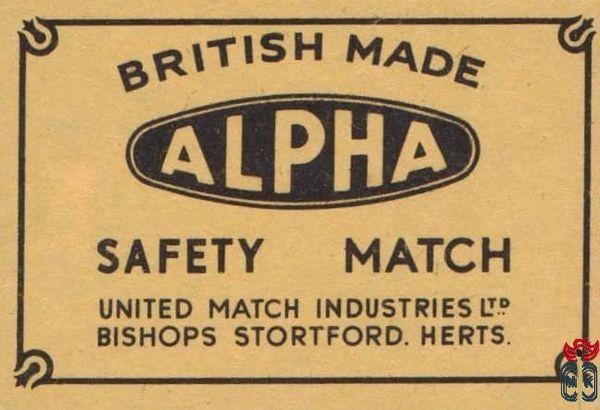 BRITISH MADE
ALPHA
SAFETY MATCH
UNITED MATCH INDUSTRIES LTD
BISHOPS STORTFORD. HERTS.